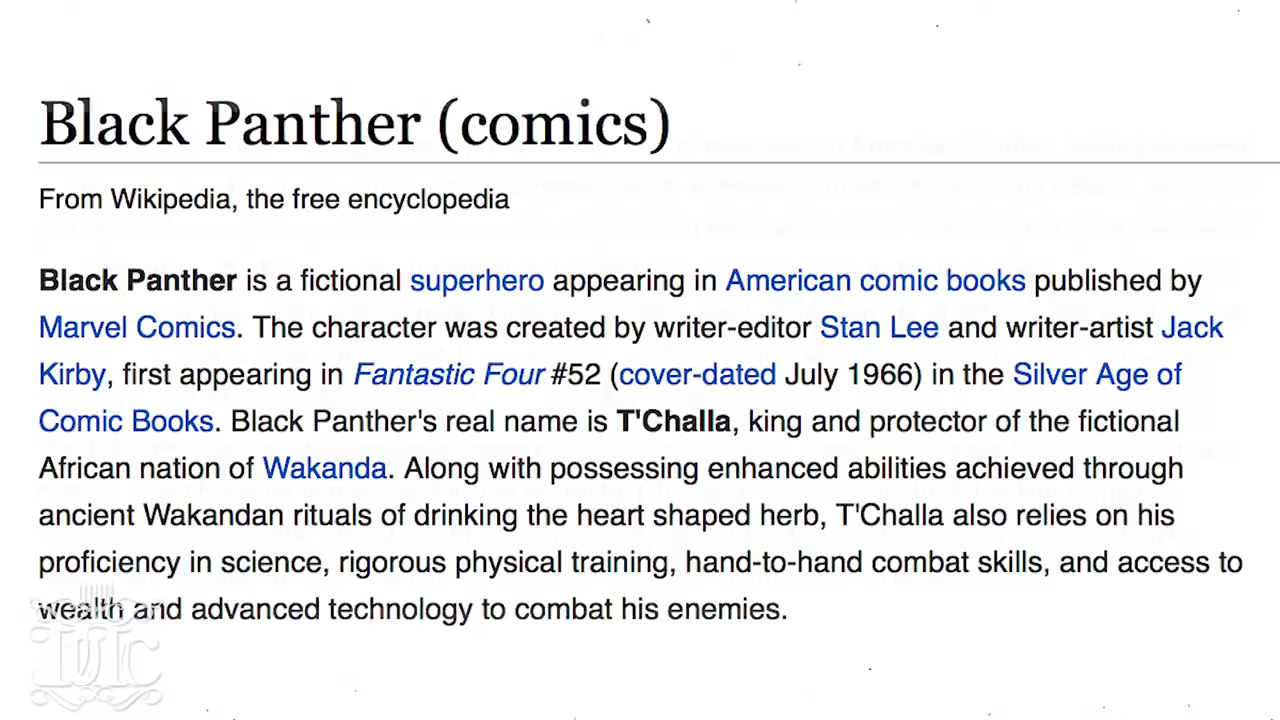 Black Panther (comics)
From Wikipedia, the free encyclopedia
Black Panther is a fictional superhero appearing in American comic books published by
Marvel Comics. The character was created by writer-editor Stan Lee and writer-artist Jack
Kirby, first appearing in Fantastic Four #52 (cover-dated July 1966) in the Silver Age of
Comic Books. Black Panther's real name is T'Challa, king and protector of the fictional
African nation of Wakanda. Along with possessing enhanced abilities achieved through
ancient Wakandan rituals of drinking the heart shaped herb, T'Challa also relies on his
proficiency in science, rigorous physical training, hand-to-hand combat skills, and access to
wealth and advanced technology to combat his enemies.